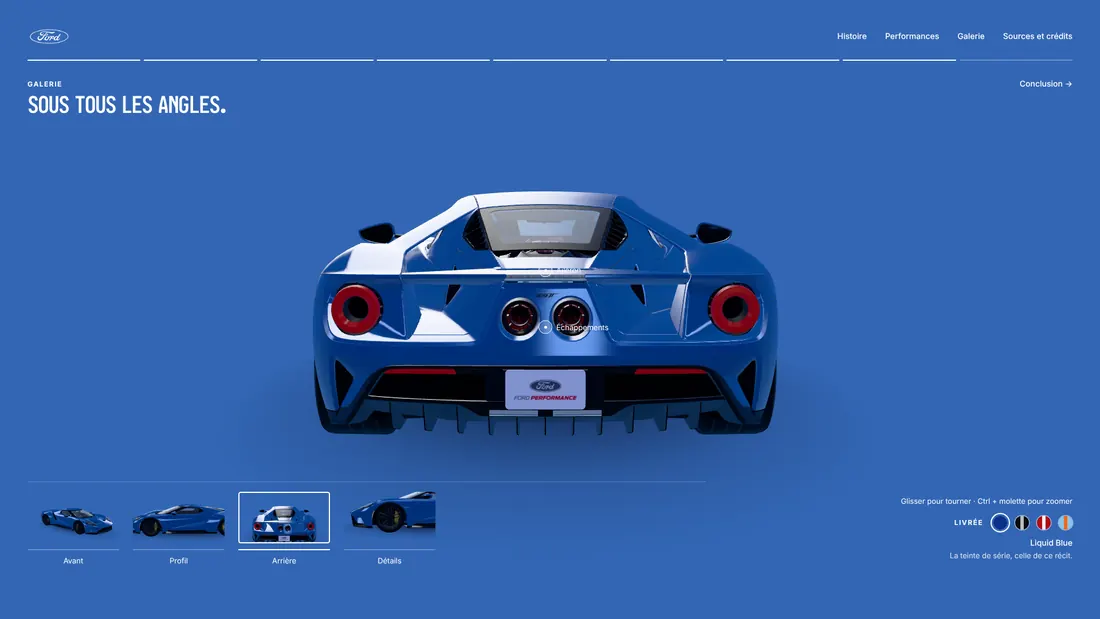 Ford
Histoire
Performances
Galerie
Sources et crédits
GALERIE
Conclusion →
SOUS TOUS LES ANGLES.
Échappements
Ford
FORD PERFORMANCE
Glisser pour tourner · Ctrl + molette pour zoomer
LIVRÉE
Liquid Blue
La teinte de série, celle de ce récit.
Avant
Profil
Arrière
Détails